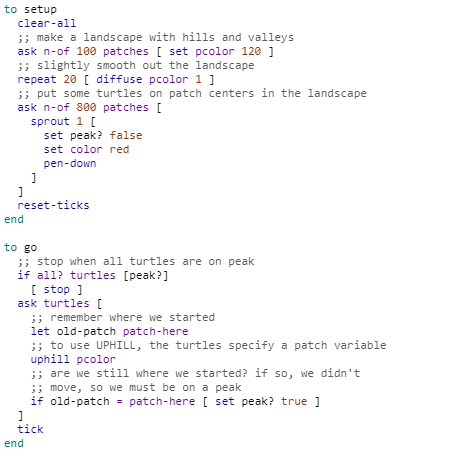 to setup
  clear-all
  ;; make a landscape with hills and valleys
  ask n-of 100 patches [ set pcolor 120 ]
  ;; slightly smooth out the landscape
  repeat 20 [ diffuse pcolor 1 ]
  ;; put some turtles on patch centers in the landscape
  ask n-of 800 patches [
    sprout 1 [
      set peak? false
      set color red
      pen-down
    ]
  ]
  reset-ticks
end

to go
  ;; stop when all turtles are on peak
  if all? turtles [peak?]
    [ stop ]
  ask turtles [
    ;; remember where we started
    let old-patch patch-here
    ;; to use UPHILL, the turtles specify a patch variable
    uphill pcolor
    ;; are we still where we started? if so, we didn't
    ;; move, so we must be on a peak
    if old-patch = patch-here [ set peak? true ]
  ]
  tick
end